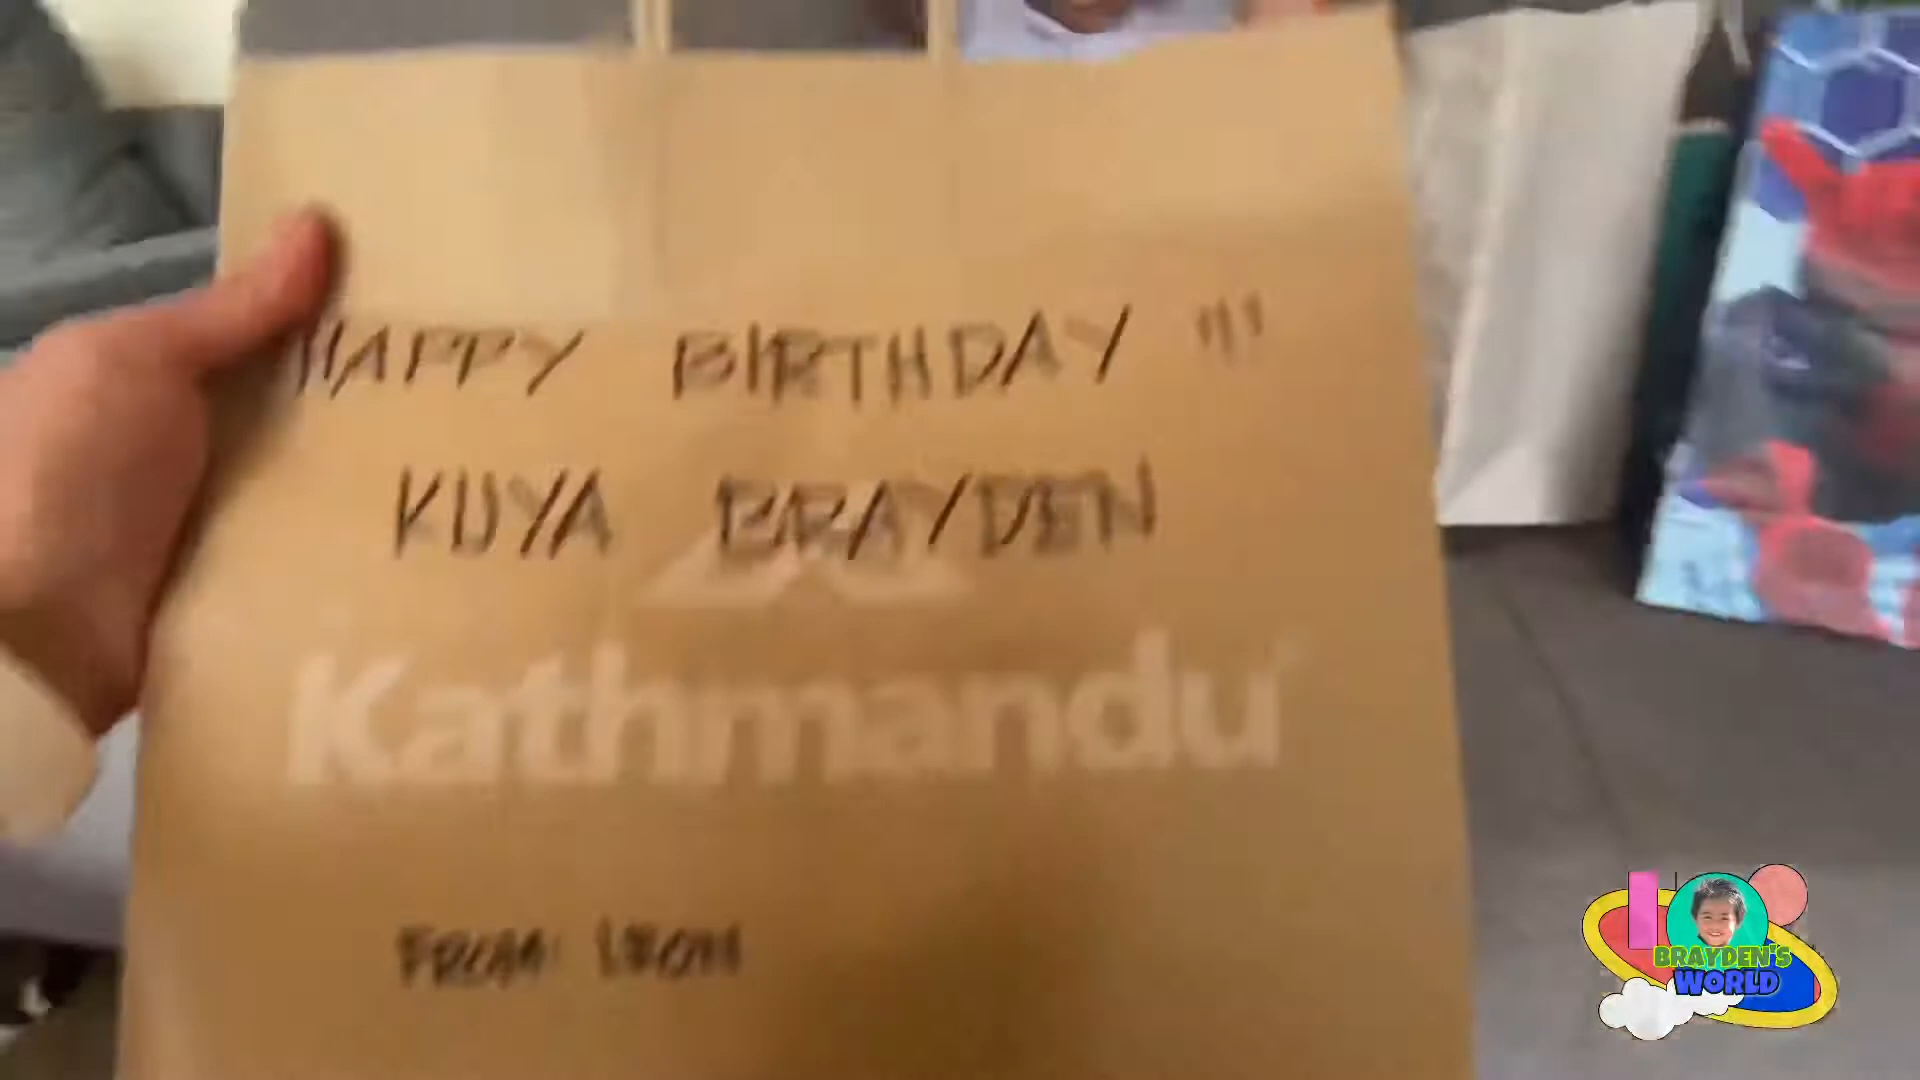 HAPPY BIRTHDAY !!!
KUYA BRAYDEN
Kathmandu
FROM:
BRAYDEN'S
WORLD